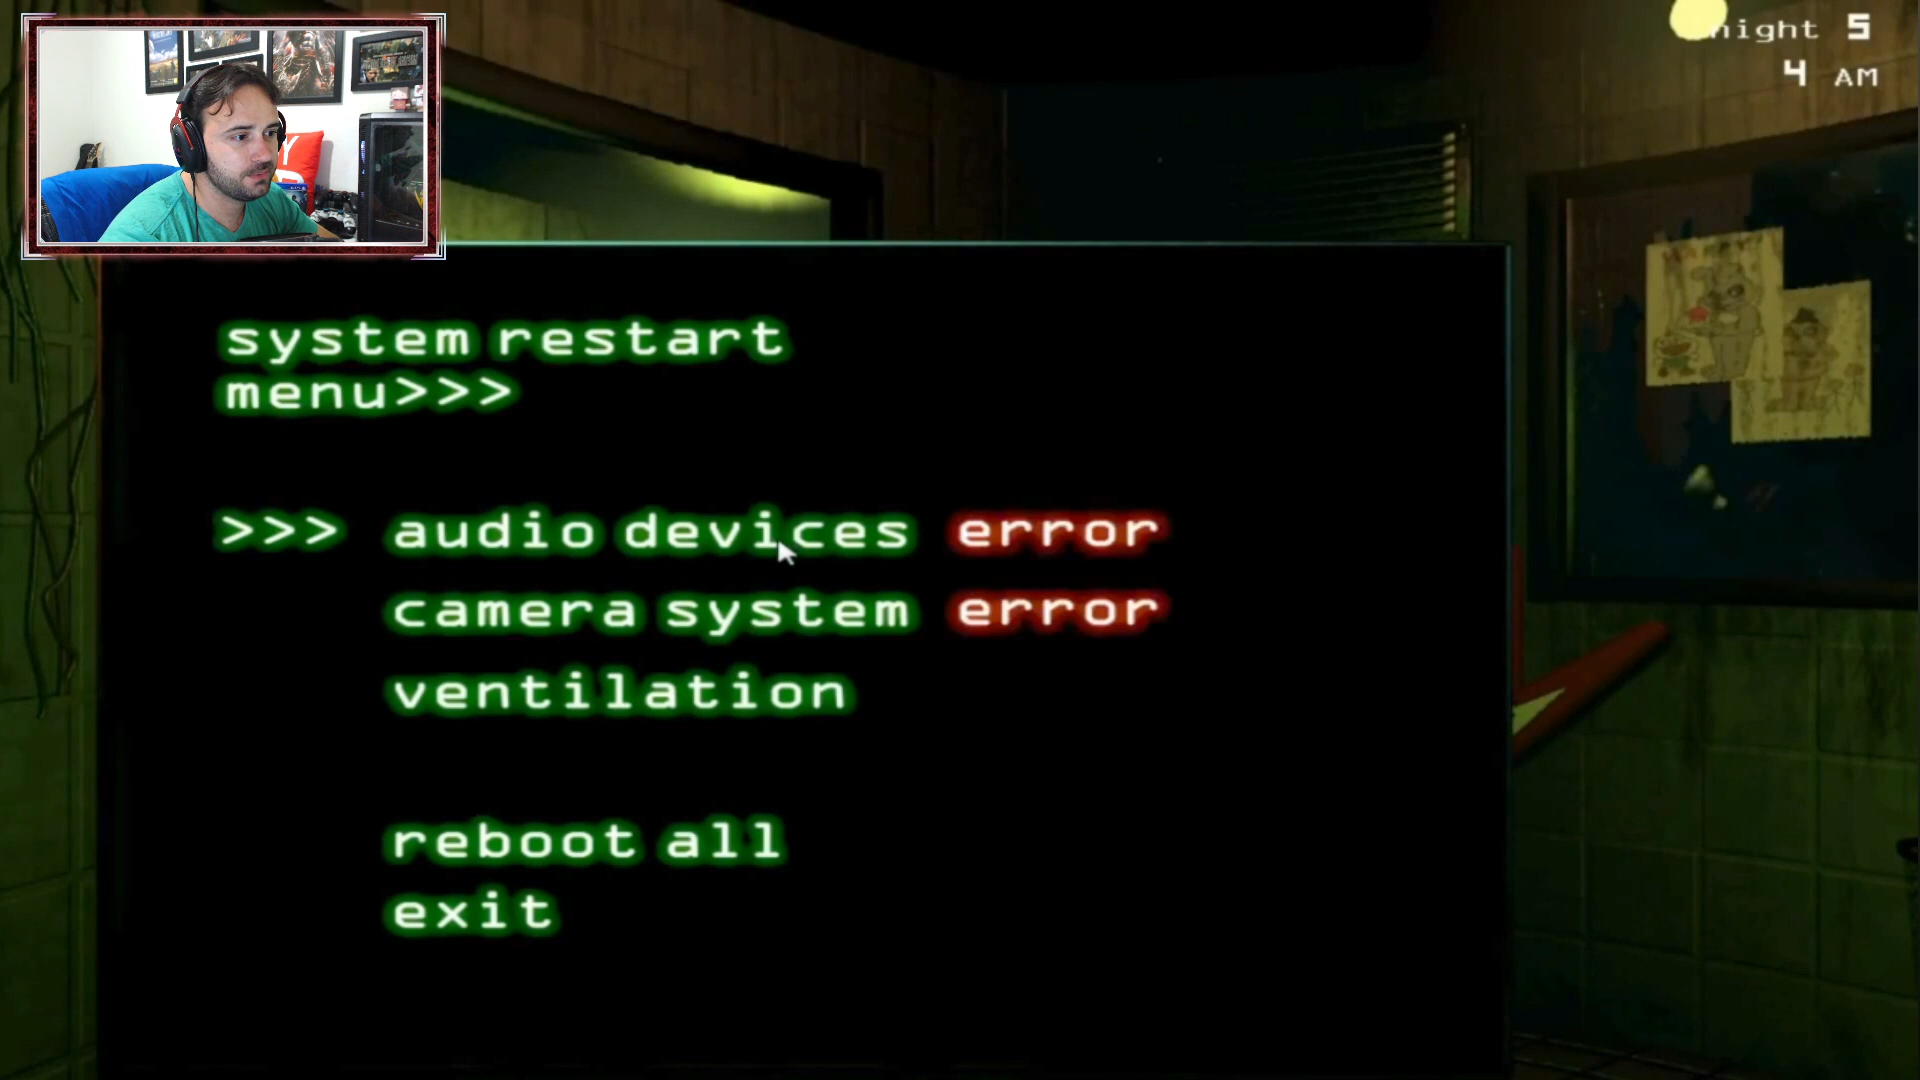 night 5
4 AM
system restart
menu>>>
>>> audio devices error
camera system error
ventilation
reboot all
exit